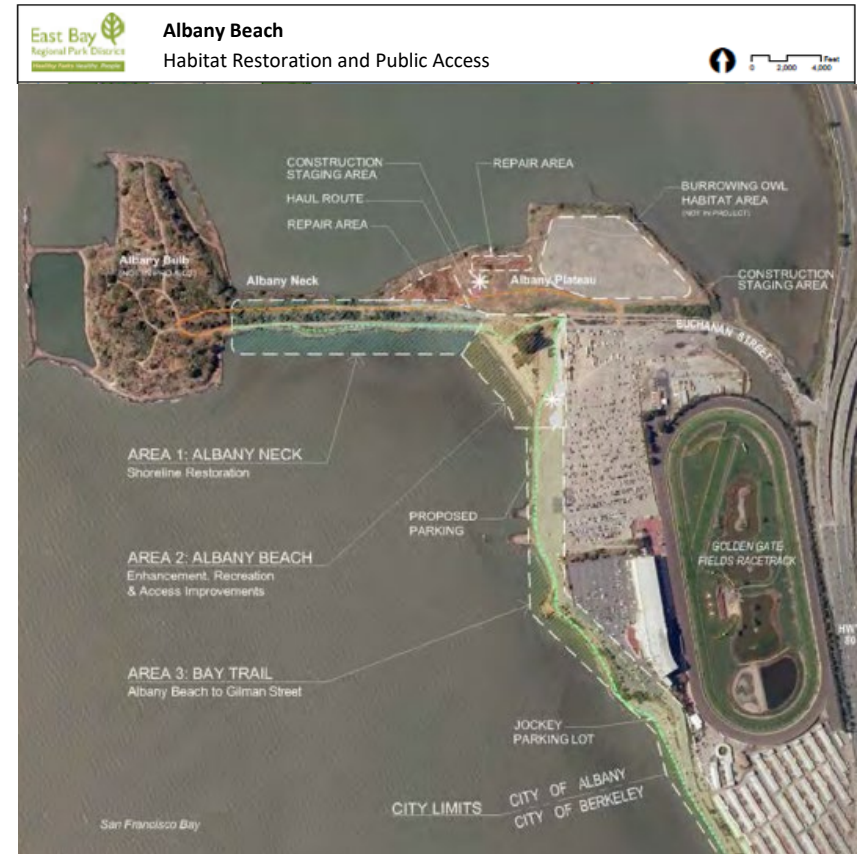 East Bay
Regional Park District
Healthy Parks Healthy People
Albany Beach
Habitat Restoration and Public Access
Feet
0 2,000 4,000
CONSTRUCTION
STAGING AREA
HAUL ROUTE
REPAIR AREA
REPAIR AREA
BURROWING OWL
HABITAT AREA
(NOT IN PROJECT)
Albany Bulb
(NOT IN PROJECT)
Albany Neck
Albany Plateau
CONSTRUCTION
STAGING AREA
BUCHANAN STREET
AREA 1: ALBANY NECK
Shoreline Restoration
PROPOSED
PARKING
GOLDEN GATE
FIELDS RACETRACK
AREA 2: ALBANY BEACH
Enhancement, Recreation
& Access Improvements
HWY
80
AREA 3: BAY TRAIL
Albany Beach to Gilman Street
JOCKEY
PARKING LOT
CITY LIMITS
CITY OF ALBANY
CITY OF BERKELEY
San Francisco Bay